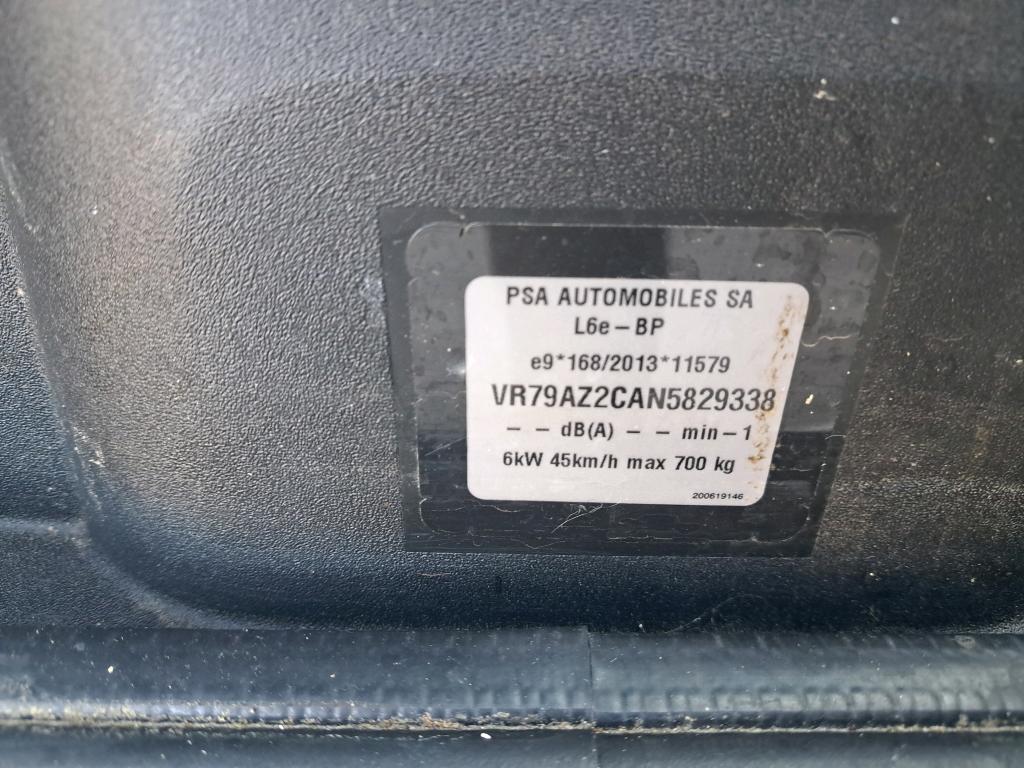 PSA AUTOMOBILES SA
L6e-BP
e9*168/2013*11579
VR79AZ2CAN5829338
- - dB(A) - - min-1
6kW 45km/h max 700 kg
200619146